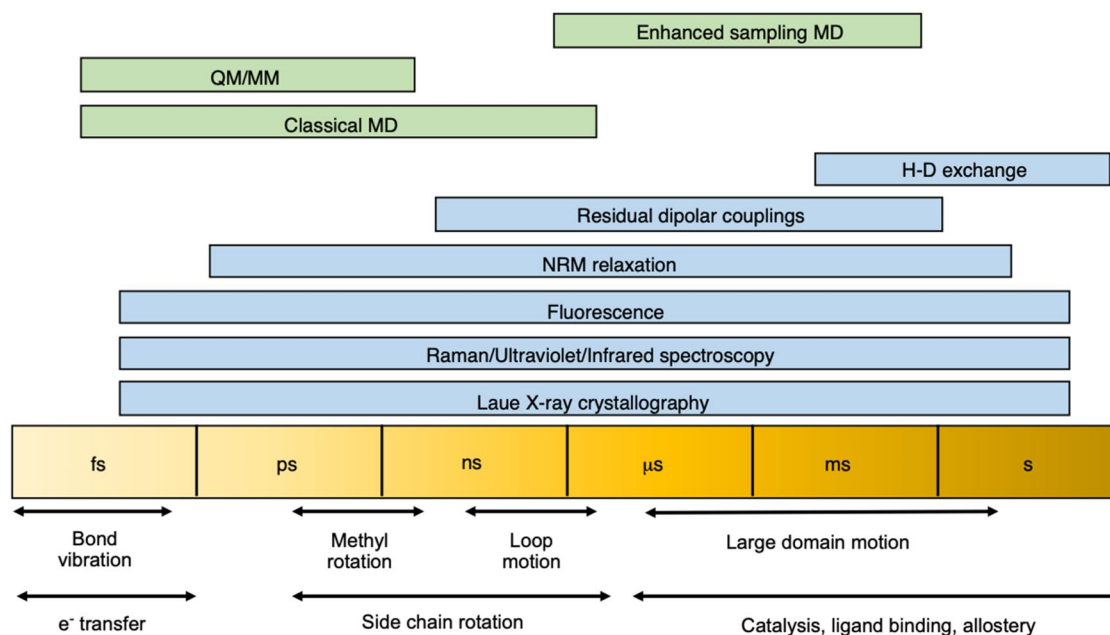 Enhanced sampling MD
QM/MM
Classical MD
H-D exchange
Residual dipolar couplings
NRM relaxation
Fluorescence
Raman/Ultraviolet/Infrared spectroscopy
Laue X-ray crystallography
fs ps ns μs ms s
Bond
vibration
Methyl
rotation
Loop
motion
Large domain motion
e⁻ transfer
Side chain rotation
Catalysis, ligand binding, allostery